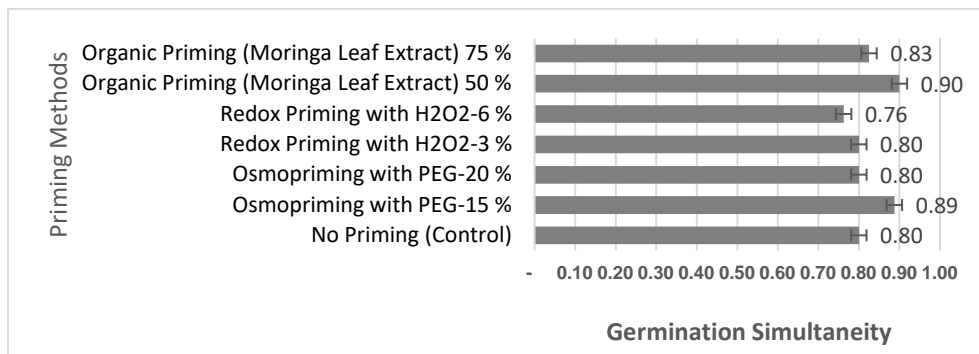 Priming Methods
Organic Priming (Moringa Leaf Extract) 75 %
0.83
Organic Priming (Moringa Leaf Extract) 50 %
0.90
Redox Priming with H2O2-6 %
0.76
Redox Priming with H2O2-3 %
0.80
Osmopriming with PEG-20 %
0.80
Osmopriming with PEG-15 %
0.89
No Priming (Control)
0.80
- 0.10 0.20 0.30 0.40 0.50 0.60 0.70 0.80 0.90 1.00
Germination Simultaneity